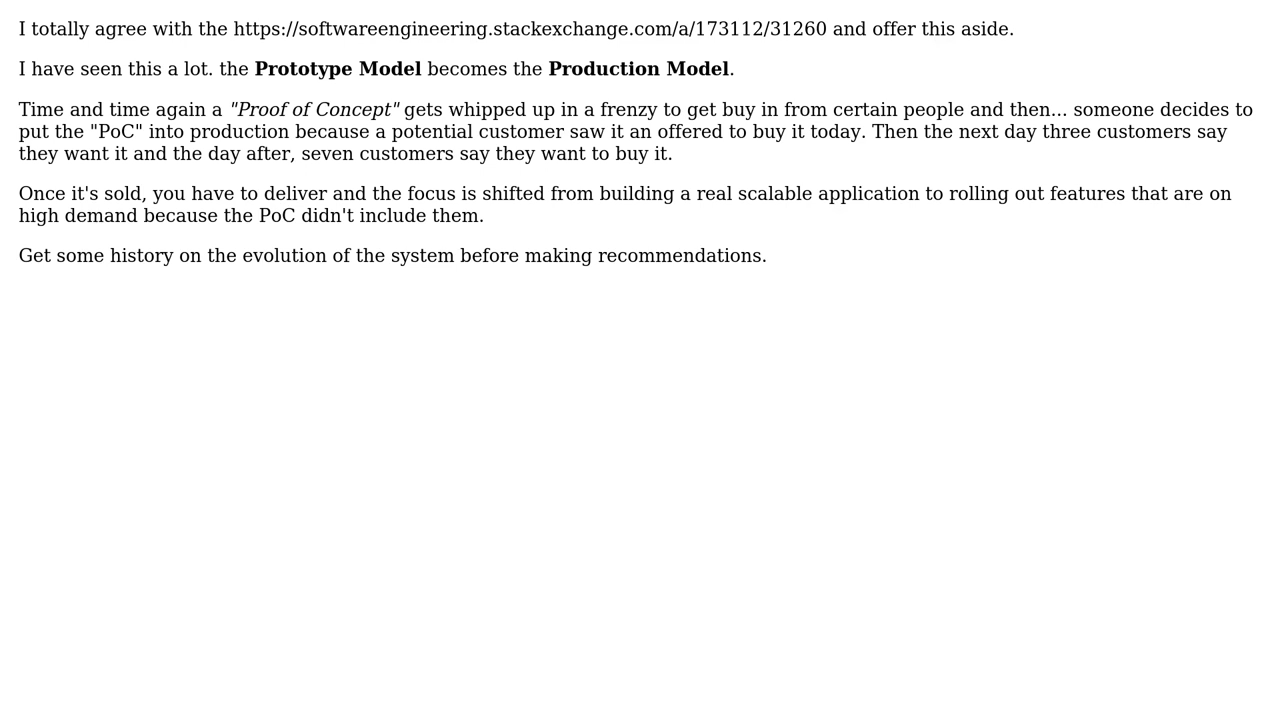 I totally agree with the https://softwareengineering.stackexchange.com/a/173112/31260 and offer this aside.
I have seen this a lot. the Prototype Model becomes the Production Model.
Time and time again a "Proof of Concept" gets whipped up in a frenzy to get buy in from certain people and then... someone decides to
put the "PoC" into production because a potential customer saw it an offered to buy it today. Then the next day three customers say
they want it and the day after, seven customers say they want to buy it.
Once it's sold, you have to deliver and the focus is shifted from building a real scalable application to rolling out features that are on
high demand because the PoC didn't include them.
Get some history on the evolution of the system before making recommendations.